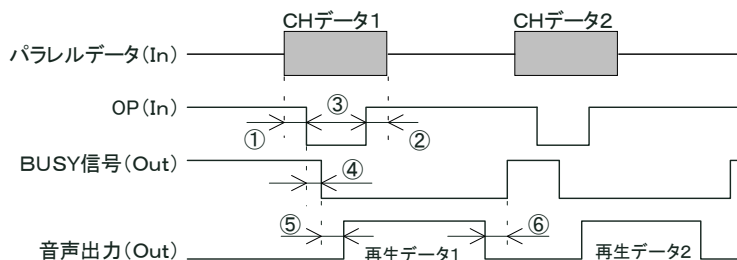 CHデータ1 CHデータ2
パラレルデータ(In)
OP(In)
① ③ ②
BUSY信号(Out)
④
⑤ ⑥
音声出力(Out) 再生データ1 再生データ2